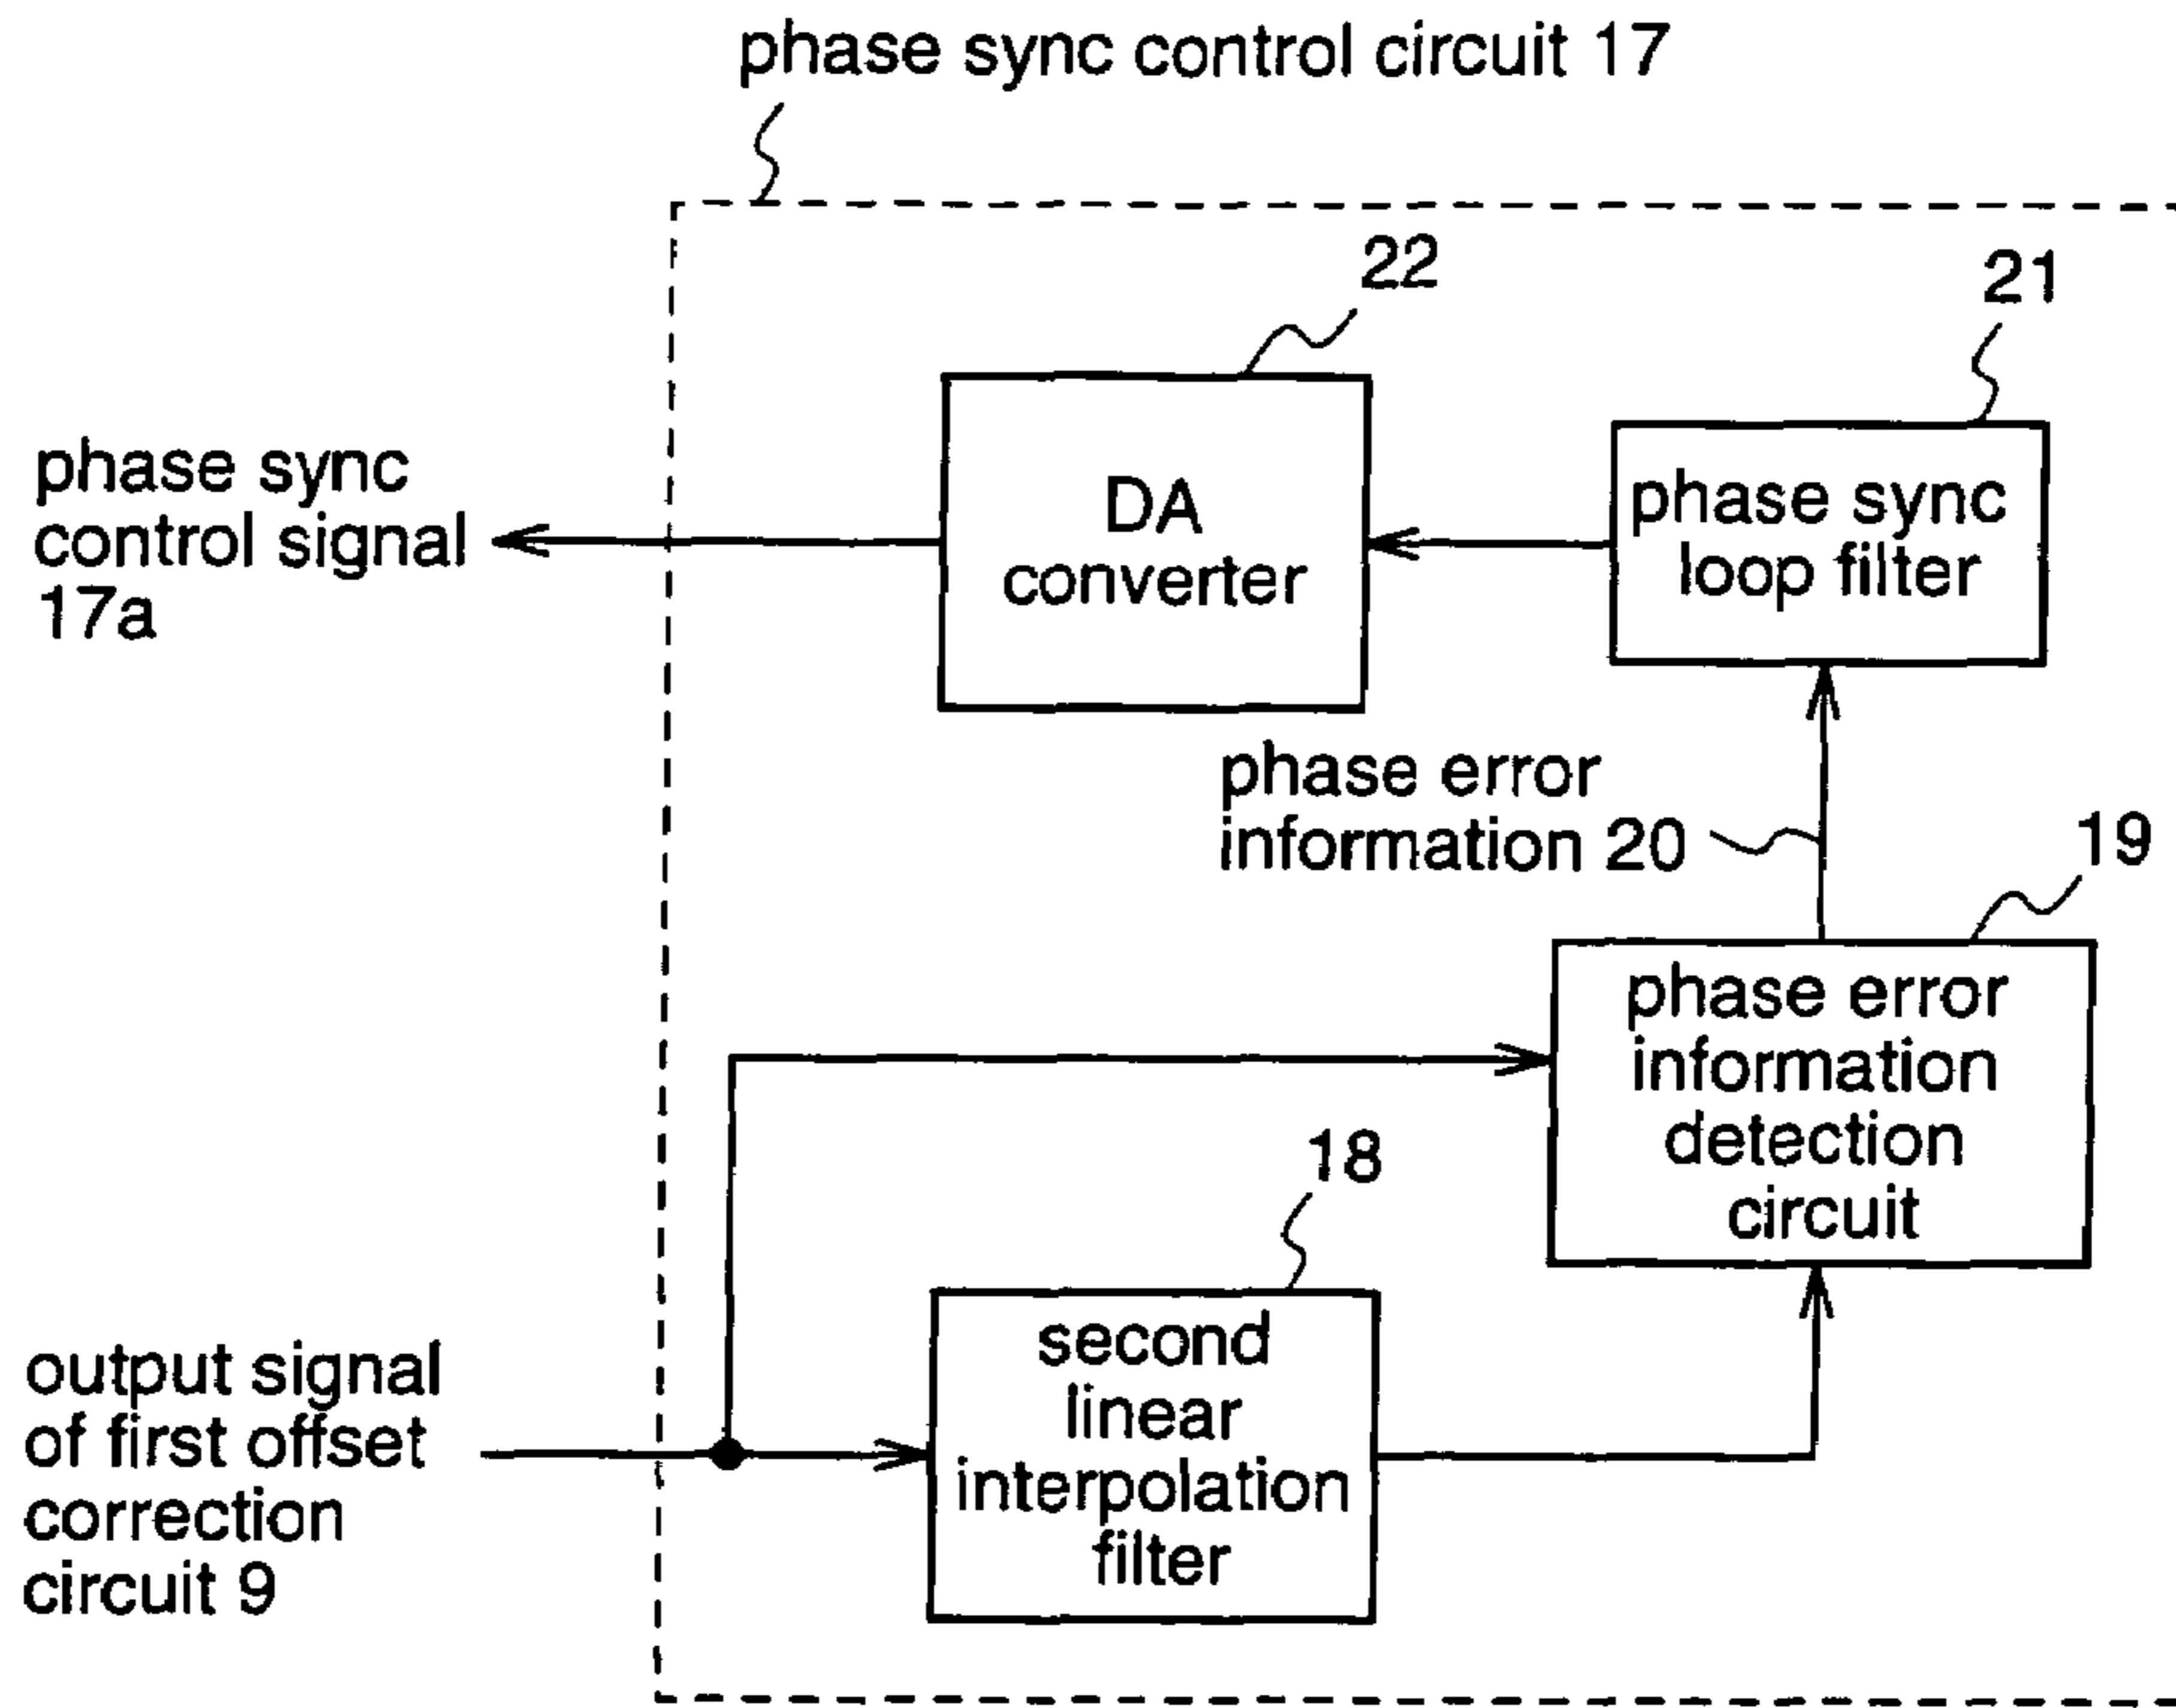 phase sync control circuit 17
22
21
phase sync
control signal
17a
DA
converter
phase sync
loop filter
phase error
information 20
19
phase error
information
detection
circuit
18
second
linear
interpolation
filter
output signal
of first offset
correction
circuit 9